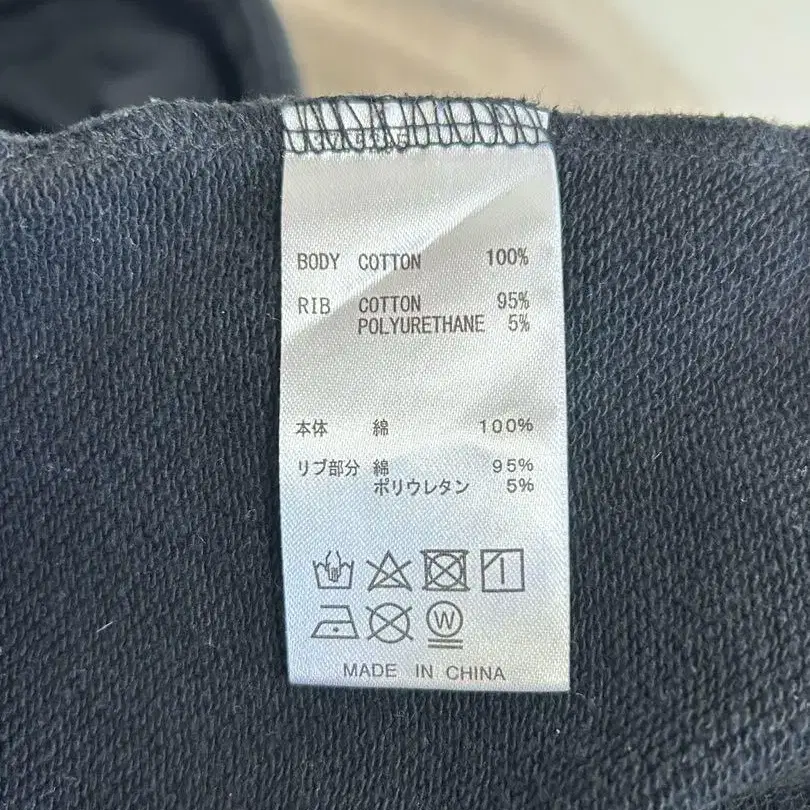 BODY COTTON 100%
RIB COTTON 95%
POLYURETHANE 5%
本体 綿 100%
リブ部分 綿 95%
ポリウレタン 5%
W
MADE IN CHINA